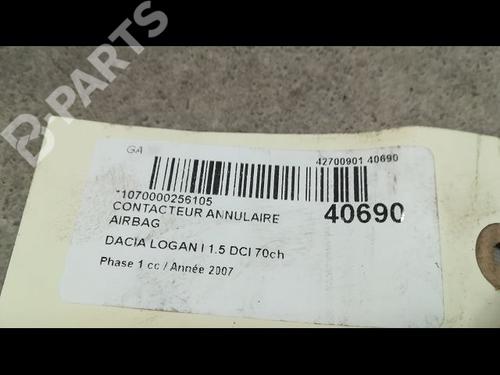 B-PARTS
GA
42700901 40690
*1070000256105
CONTACTEUR ANNULAIRE
AIRBAG
40690
DACIA LOGAN I 1.5 DCI 70ch
Phase 1 cc / Année 2007